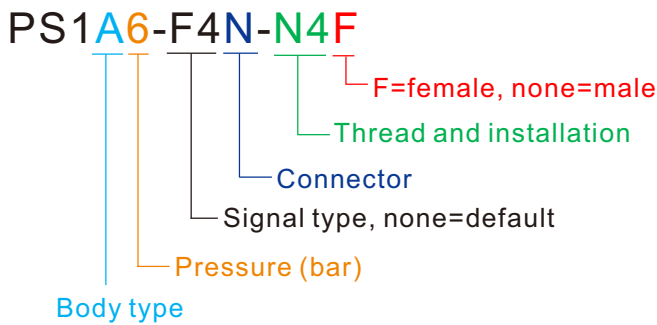 PS1A6-F4N-N4F
F=female, none=male
Thread and installation
Connector
Signal type, none=default
Pressure (bar)
Body type